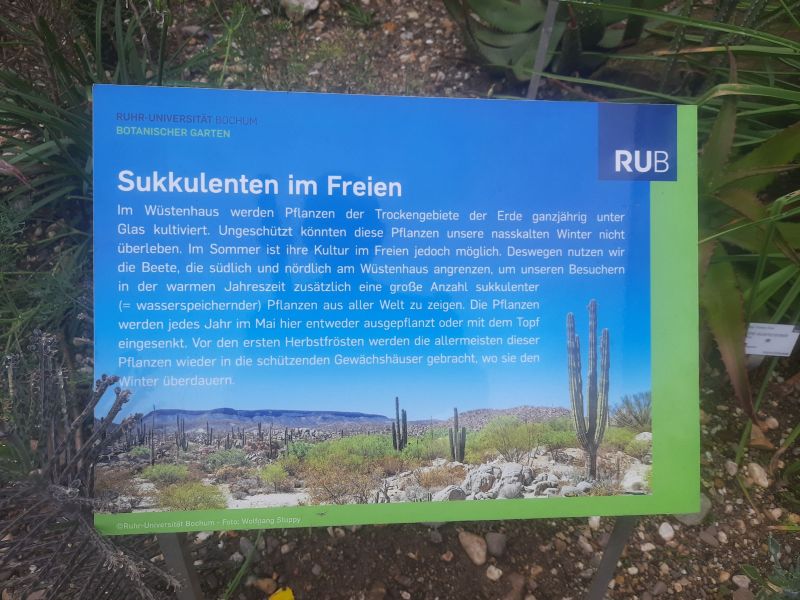 RUHR-UNIVERSITÄT BOCHUM
BOTANISCHER GARTEN
RUB
Sukkulenten im Freien
Im Wüstenhaus werden Pflanzen der Trockengebiete der Erde ganzjährig unter
Glas kultiviert. Ungeschützt könnten diese Pflanzen unsere nasskalten Winter nicht
überleben. Im Sommer ist ihre Kultur im Freien jedoch möglich. Deswegen nutzen wir
die Beete, die südlich und nördlich am Wüstenhaus angrenzen, um unseren Besuchern
in der warmen Jahreszeit zusätzlich eine große Anzahl sukkulenter
(= wasserspeichernder) Pflanzen aus aller Welt zu zeigen. Die Pflanzen
werden jedes Jahr im Mai hier entweder ausgepflanzt oder mit dem Topf
eingesenkt. Vor den ersten Herbstfrösten werden die allermeisten dieser
Pflanzen wieder in die schützenden Gewächshäuser gebracht, wo sie den
Winter überdauern.
©Ruhr-Universität Bochum - Foto: Wolfgang Stuppy